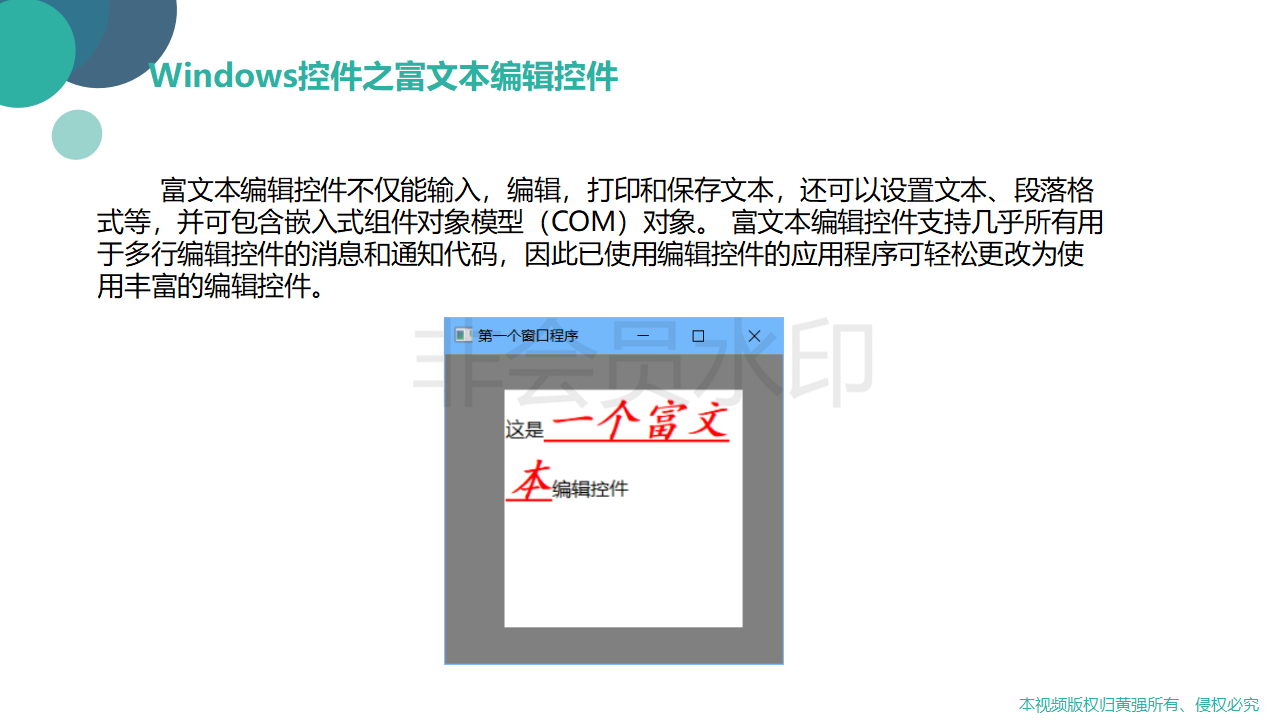 Windows控件之富文本编辑控件
富文本编辑控件不仅能输入，编辑，打印和保存文本，还可以设置文本、段落格
式等，并可包含嵌入式组件对象模型（COM）对象。 富文本编辑控件支持几乎所有用
于多行编辑控件的消息和通知代码，因此已使用编辑控件的应用程序可轻松更改为使
用丰富的编辑控件。
非会员水印
第一个窗口程序
这是一个富文
本编辑控件
本视频版权归黄强所有、侵权必究